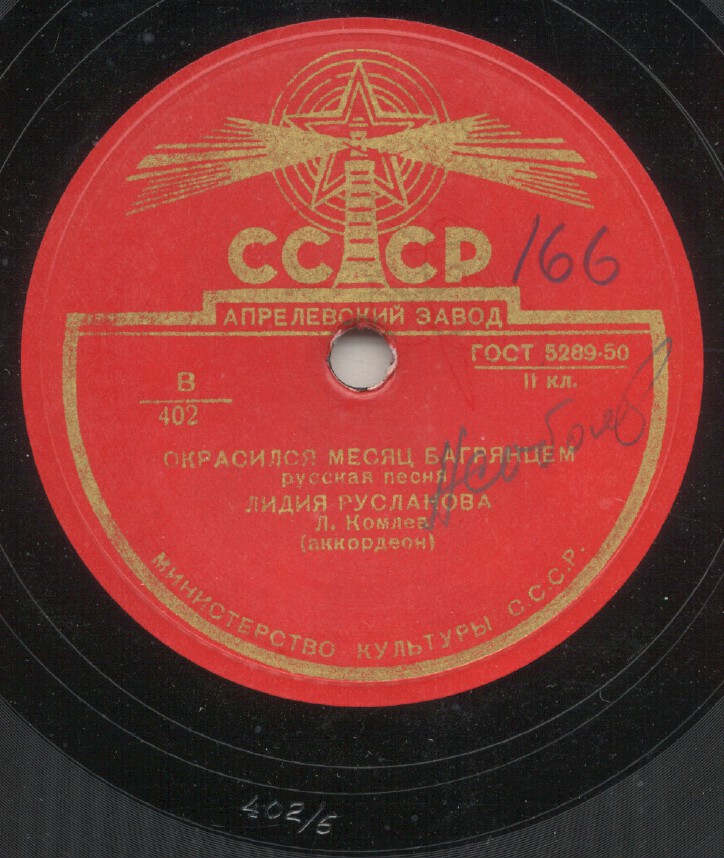 СССР
166
АПРЕЛЕВСКИЙ ЗАВОД
ГОСТ 5289-50
II кл.
В
402
ОКРАСИЛСЯ МЕСЯЦ БАГРЯНЦЕМ
русская песня
ЛИДИЯ РУСЛАНОВА
Л. Комлев
(аккордеон)
МИНИСТЕРСТВО КУЛЬТУРЫ С.С.С.Р.
402/5